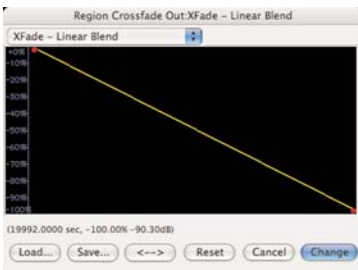 Region Crossfade Out:XFade – Linear Blend
XFade – Linear Blend
+0%
-10%
-20%
-30%
-40%
-50%
-60%
-70%
-80%
-90%
-100%
(19992.0000 sec, -100.00% -90.30dB)
Load... Save... <--> Reset Cancel Change